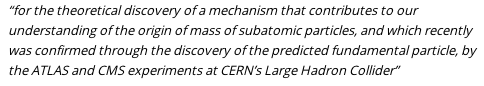 “for the theoretical discovery of a mechanism that contributes to our
understanding of the origin of mass of subatomic particles, and which recently
was confirmed through the discovery of the predicted fundamental particle, by
the ATLAS and CMS experiments at CERN’s Large Hadron Collider”